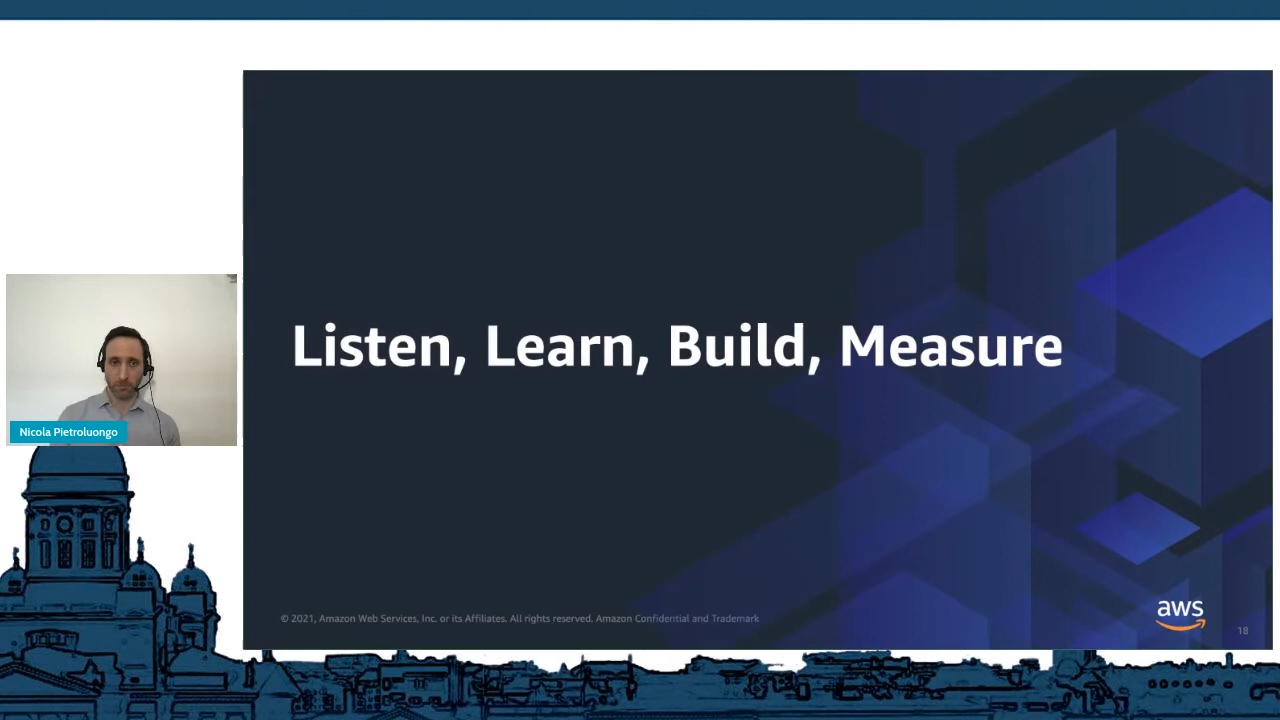 Listen, Learn, Build, Measure
Nicola Pietroluongo
© 2021, Amazon Web Services, Inc. or its Affiliates. All rights reserved. Amazon Confidential and Trademark
aws
18